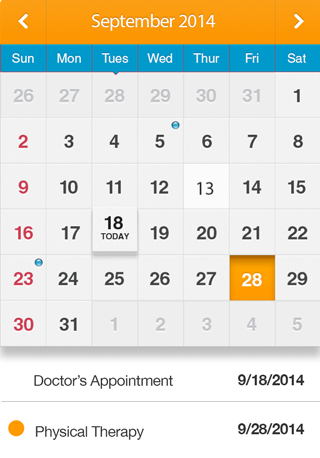 September 2014
Sun Mon Tues Wed Thur Fri Sat
26 27 28 29 30 31 1
2 3 4 5 6 7 8
9 10 11 12 13 14 15
16 17 18 19 20 21 22
TODAY
23 24 25 26 27 28 29
30 31 1 2 3 4 5
Doctor's Appointment 9/18/2014
Physical Therapy 9/28/2014